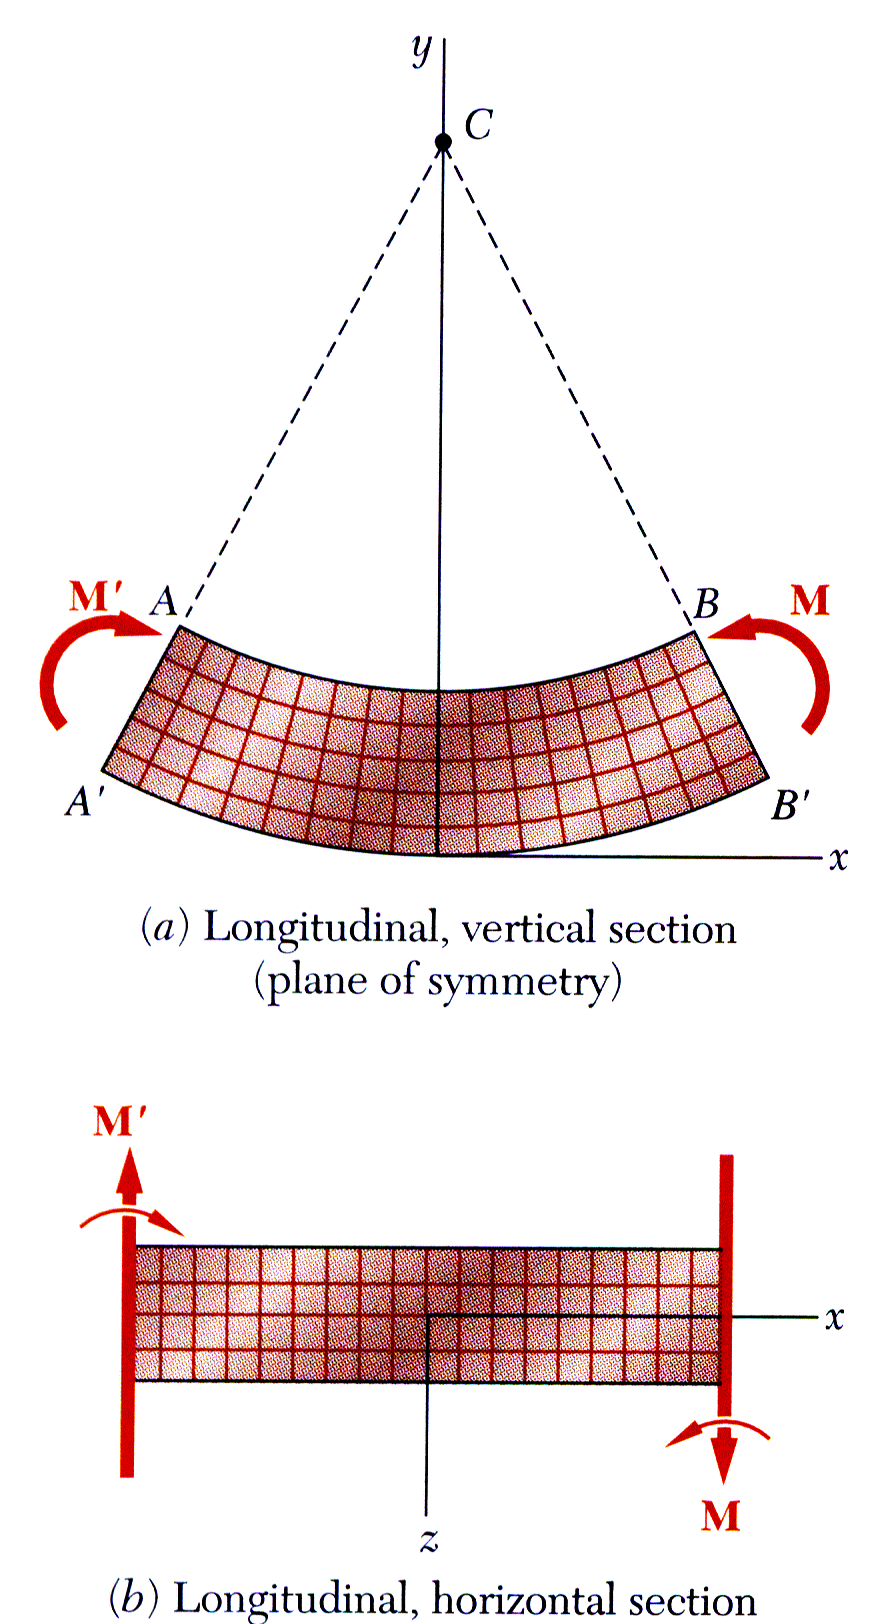 y
C
M′ A B M
A′ B′
x
(a) Longitudinal, vertical section
(plane of symmetry)
M′
x
M
z
(b) Longitudinal, horizontal section